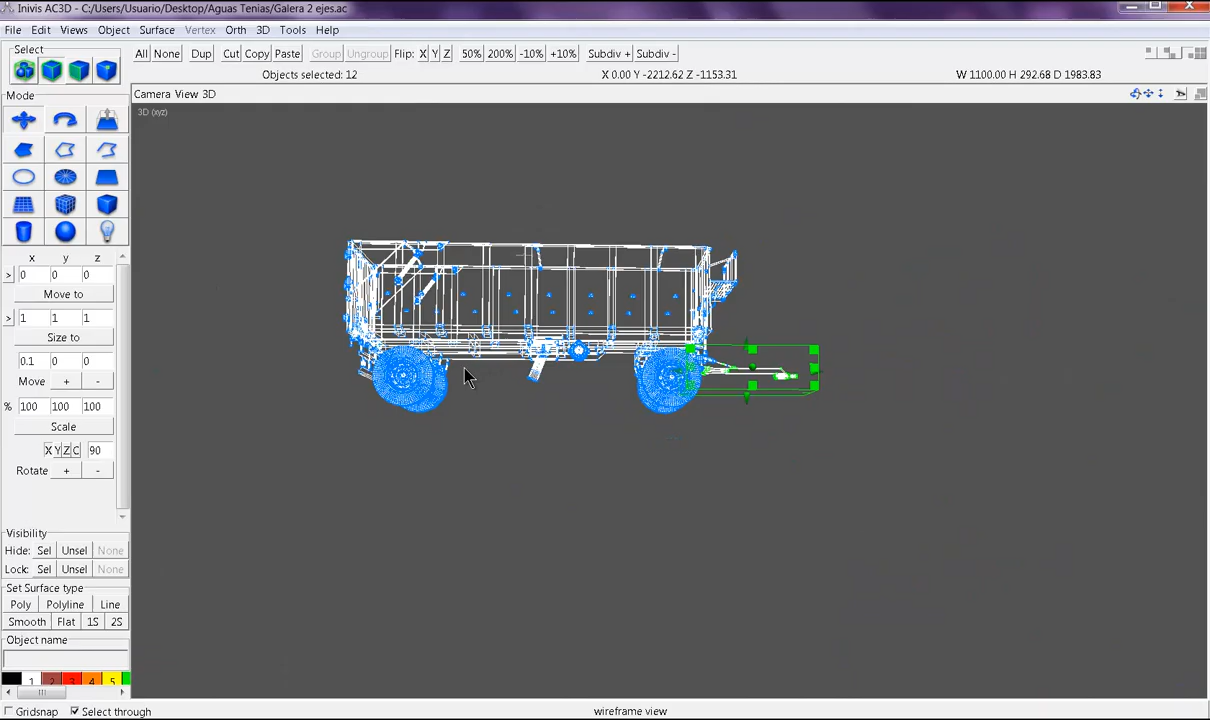 Inivis AC3D - C:/Users/Usuario/Desktop/Aguas Tenias/Galera 2 ejes.ac
File Edit Views Object Surface Vertex Orth 3D Tools Help
Select
All None Dup Cut Copy Paste Group Ungroup Flip: X Y Z 50% 200% -10% +10% Subdiv + Subdiv -
Objects selected: 12 X 0.00 Y -2212.62 Z -1153.31 W 1100.00 H 292.68 D 1983.83
Mode
Camera View 3D
3D (xyz)
x y z
> 0 0 0
Move to
> 1 1 1
Size to
0.1 0 0
Move + -
% 100 100 100
Scale
X Y Z C 90
Rotate + -
Visibility
Hide: Sel Unsel None
Lock: Sel Unsel None
Set Surface type
Poly Polyline Line
Smooth Flat 1S 2S
Object name
1 2 3 4 5
Gridsnap Select through wireframe view